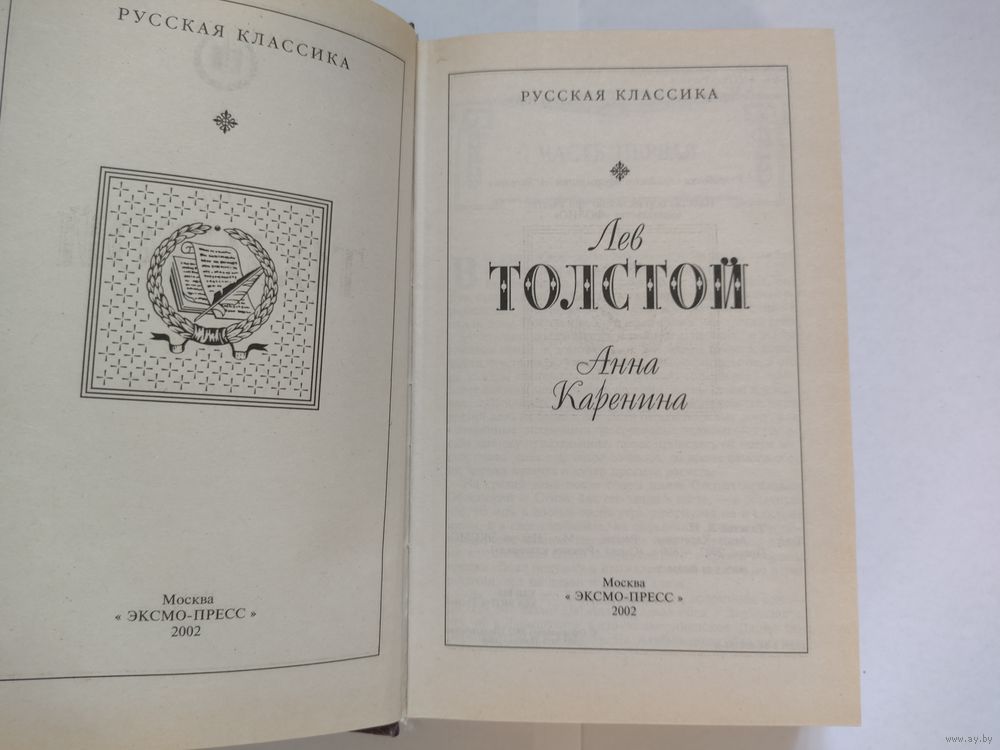 РУССКАЯ КЛАССИКА
Москва
« ЭКСМО-ПРЕСС »
2002
РУССКАЯ КЛАССИКА
Лев
ТОЛСТОЙ
Анна
Каренина
Москва
« ЭКСМО-ПРЕСС »
2002
www.ay.by